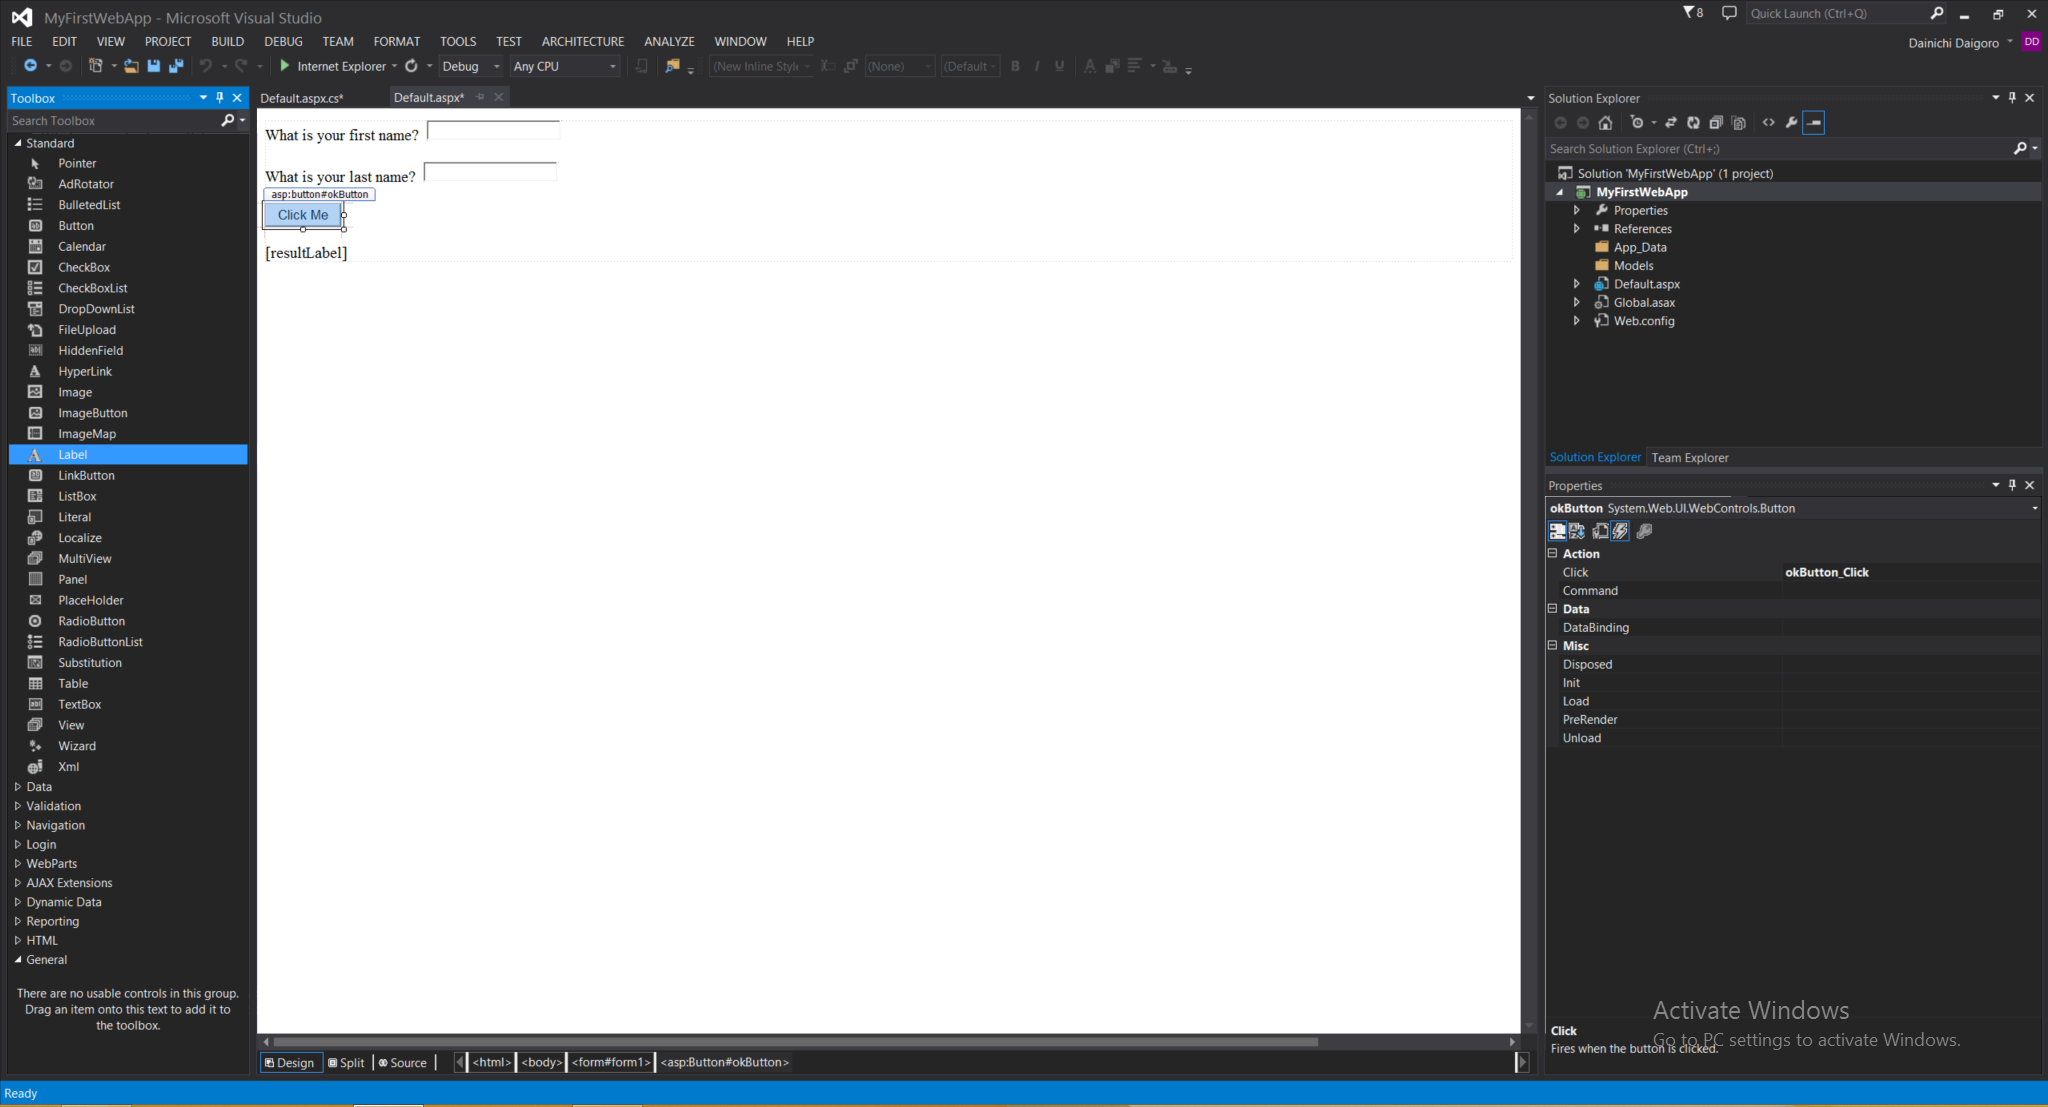 MyFirstWebApp - Microsoft Visual Studio
8
Quick Launch (Ctrl+Q)
FILE EDIT VIEW PROJECT BUILD DEBUG TEAM FORMAT TOOLS TEST ARCHITECTURE ANALYZE WINDOW HELP
Dainichi Daigoro DD
Internet Explorer Debug Any CPU (New Inline Style (None) (Default B I U A
Toolbox
Search Toolbox
Standard
Pointer
AdRotator
BulletedList
Button
Calendar
CheckBox
CheckBoxList
DropDownList
FileUpload
HiddenField
HyperLink
Image
ImageButton
ImageMap
Label
LinkButton
ListBox
Literal
Localize
MultiView
Panel
PlaceHolder
RadioButton
RadioButtonList
Substitution
Table
TextBox
View
Wizard
Xml
Data
Validation
Navigation
Login
WebParts
AJAX Extensions
Dynamic Data
Reporting
HTML
General
There are no usable controls in this group.
Drag an item onto this text to add it to
the toolbox.
Default.aspx.cs* Default.aspx*
What is your first name?
What is your last name?
asp:button#okButton
Click Me
[resultLabel]
Design Split Source <html> <body> <form#form1> <asp:Button#okButton>
Solution Explorer
Search Solution Explorer (Ctrl+;)
Solution 'MyFirstWebApp' (1 project)
MyFirstWebApp
Properties
References
App_Data
Models
Default.aspx
Global.asax
Web.config
Solution Explorer Team Explorer
Properties
okButton System.Web.UI.WebControls.Button
Action
Click okButton_Click
Command
Data
DataBinding
Misc
Disposed
Init
Load
PreRender
Unload
Activate Windows
Go to PC settings to activate Windows.
Click
Fires when the button is clicked.
Ready